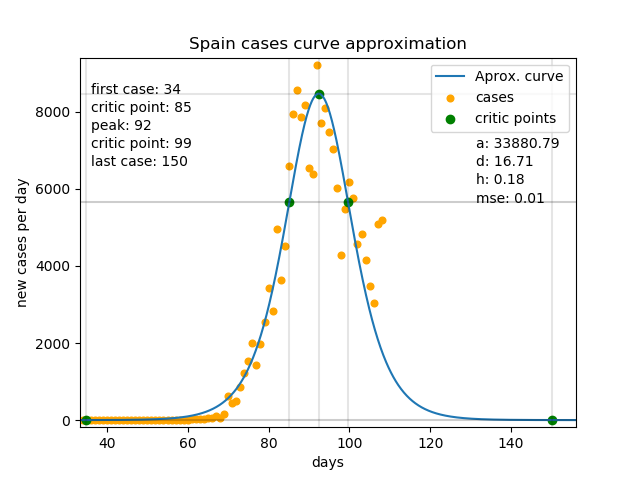 Spain cases curve approximation
first case: 34
critic point: 85
peak: 92
critic point: 99
last case: 150
Aprox. curve
cases
critic points
a: 33880.79
d: 16.71
h: 0.18
mse: 0.01
new cases per day
8000
6000
4000
2000
0
40 60 80 100 120 140
days